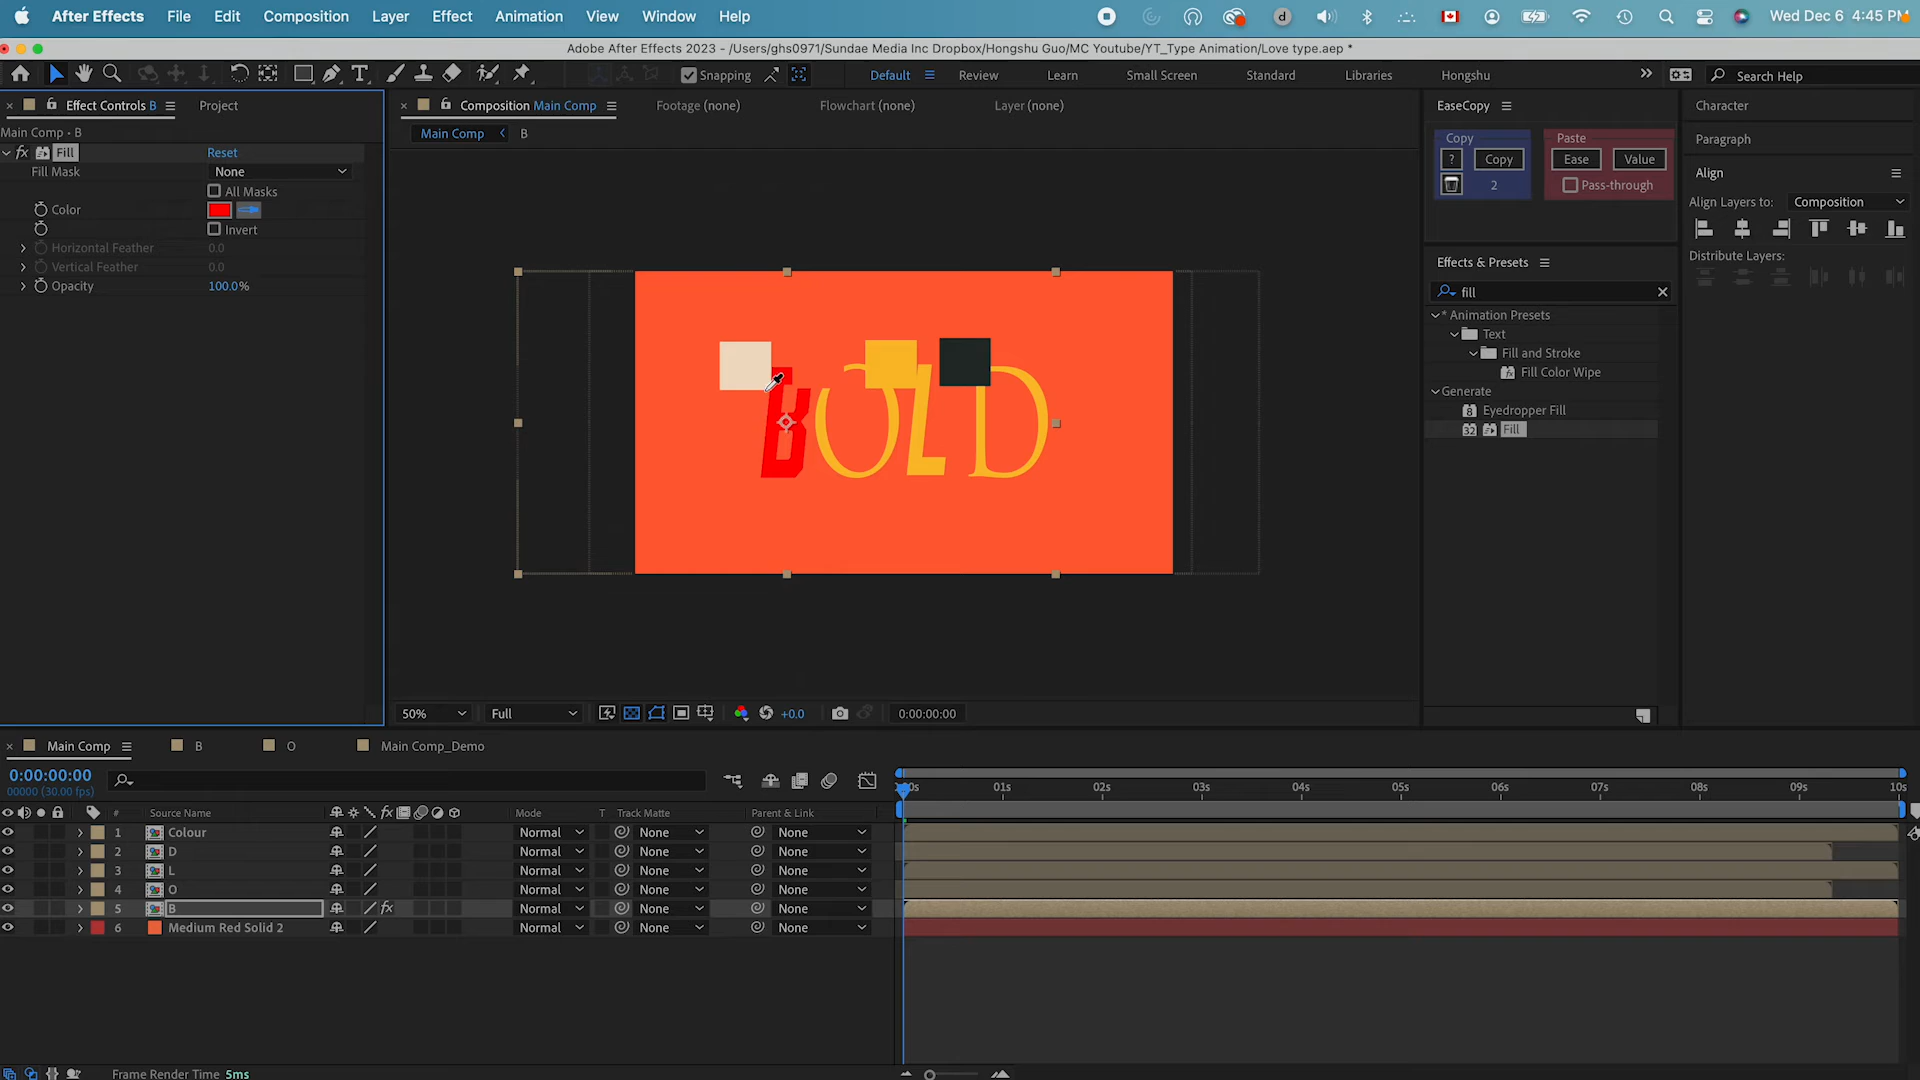 After Effects File Edit Composition Layer Effect Animation View Window Help Wed Dec 6 4:45 PM
Adobe After Effects 2023 - /Users/ghs0971/Sundae Media Inc Dropbox/Hongshu Guo/MC Youtube/YT_Type Animation/Love type.aep *
Snapping Default Review Learn Small Screen Standard Libraries Hongshu Search Help
Effect Controls B Project
Main Comp • B
fx Fill Reset
Fill Mask None
All Masks
Color
Invert
Horizontal Feather 0.0
Vertical Feather 0.0
Opacity 100.0%
Composition Main Comp Footage (none) Flowchart (none) Layer (none)
Main Comp B
BOLD
50% Full +0.0 0:00:00:00
EaseCopy
Copy Paste
? Copy Ease Value
2 Pass-through
Effects & Presets
fill
* Animation Presets
Text
Fill and Stroke
Fill Color Wipe
Generate
Eyedropper Fill
Fill
Character
Paragraph
Align
Align Layers to: Composition
Distribute Layers:
Main Comp B O Main Comp_Demo
0:00:00:00
00000 (30.00 fps)
01s 02s 03s 04s 05s 06s 07s 08s 09s 10s
# Source Name fx Mode T Track Matte Parent & Link
1 Colour Normal None None
2 D Normal None None
3 L Normal None None
4 O Normal None None
5 B fx Normal None None
6 Medium Red Solid 2 Normal None None
Frame Render Time 5ms